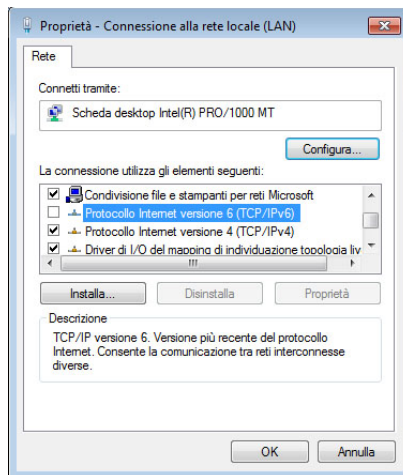 Proprietà - Connessione alla rete locale (LAN)
Rete
Connetti tramite:
Scheda desktop Intel(R) PRO/1000 MT
Configura...
La connessione utilizza gli elementi seguenti:
Condivisione file e stampanti per reti Microsoft
Protocollo Internet versione 6 (TCP/IPv6)
Protocollo Internet versione 4 (TCP/IPv4)
Driver di I/O del mapping di individuazione topologia liv
Installa... Disinstalla Proprietà
Descrizione
TCP/IP versione 6. Versione più recente del protocollo
Internet. Consente la comunicazione tra reti interconnesse
diverse.
OK Annulla